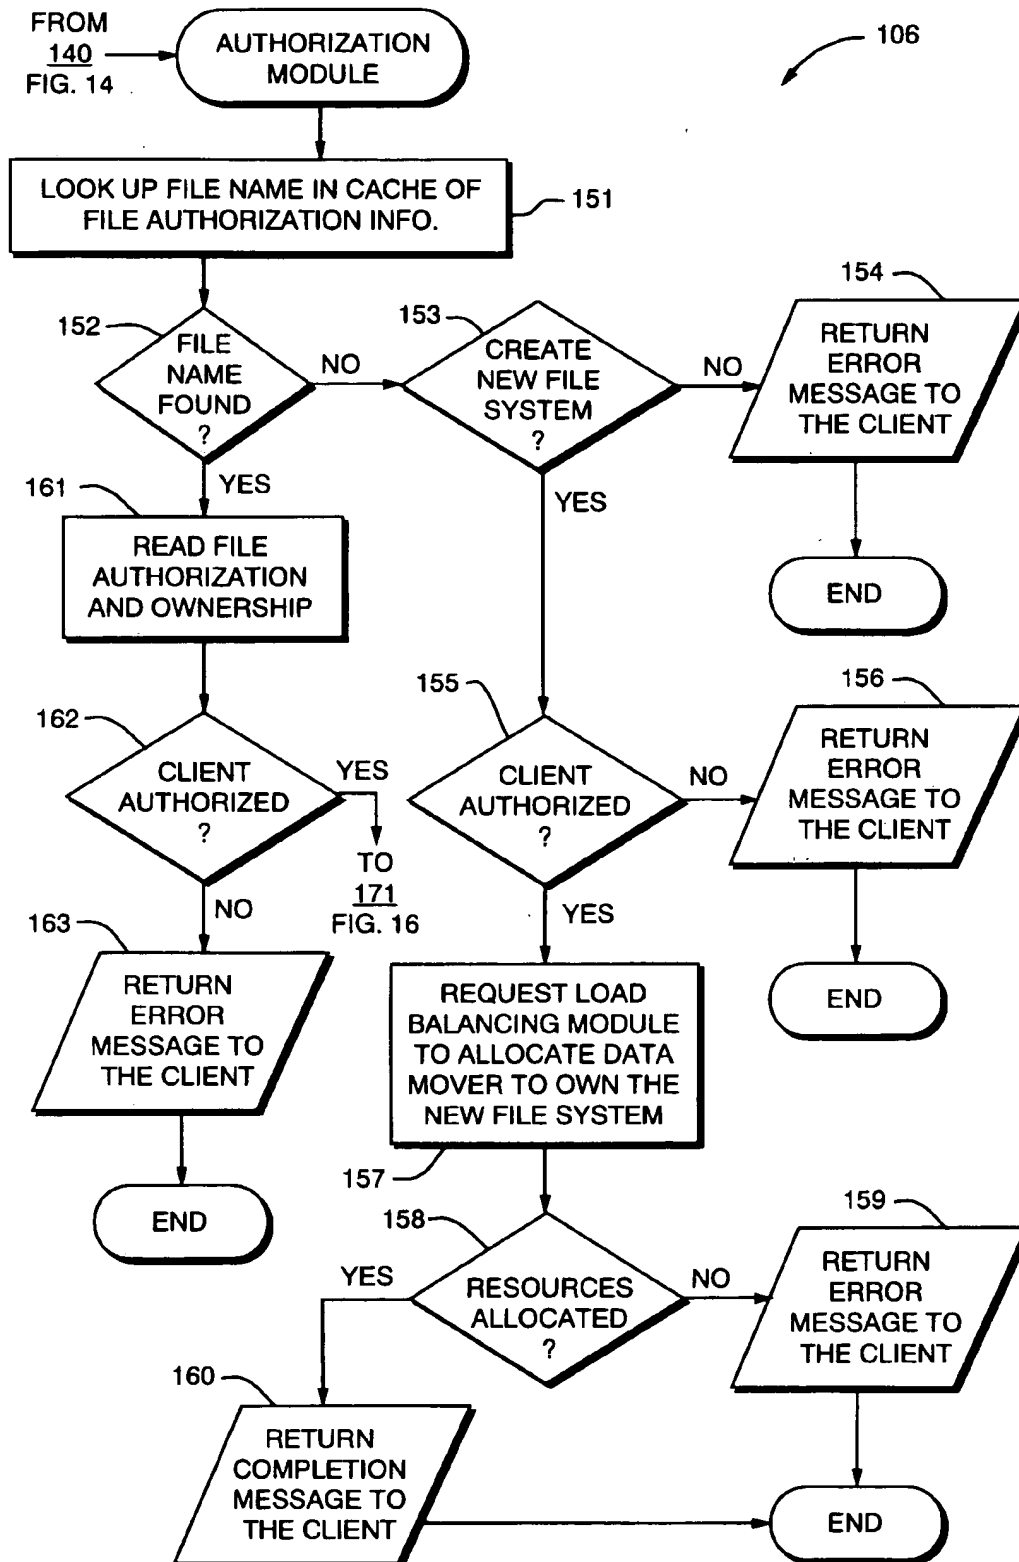 FROM
140
FIG. 14
AUTHORIZATION
MODULE
106
LOOK UP FILE NAME IN CACHE OF
FILE AUTHORIZATION INFO.
151
152
FILE
NAME
FOUND
?
NO
153
CREATE
NEW FILE
SYSTEM
?
NO
154
RETURN
ERROR
MESSAGE TO
THE CLIENT
END
YES
161
READ FILE
AUTHORIZATION
AND OWNERSHIP
YES
162
CLIENT
AUTHORIZED
?
YES
TO
171
FIG. 16
155
CLIENT
AUTHORIZED
?
NO
156
RETURN
ERROR
MESSAGE TO
THE CLIENT
END
NO
163
RETURN
ERROR
MESSAGE TO
THE CLIENT
END
YES
REQUEST LOAD
BALANCING MODULE
TO ALLOCATE DATA
MOVER TO OWN THE
NEW FILE SYSTEM
157
158
RESOURCES
ALLOCATED
?
YES
NO
159
RETURN
ERROR
MESSAGE TO
THE CLIENT
160
RETURN
COMPLETION
MESSAGE TO
THE CLIENT
END